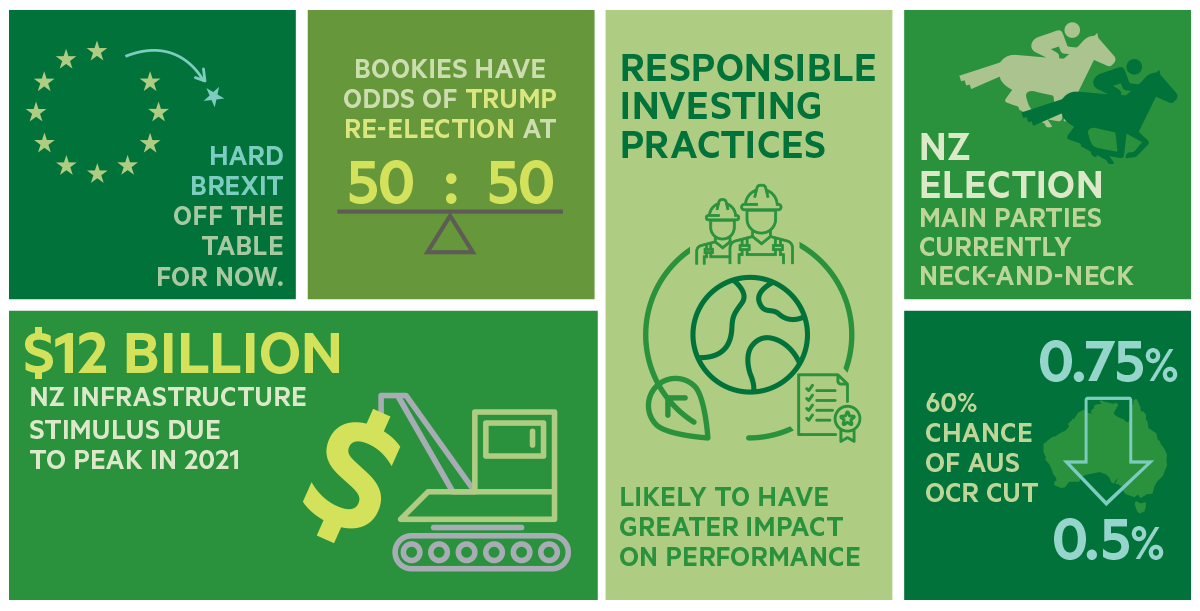 HARD
BREXIT
OFF THE
TABLE
FOR NOW.
BOOKIES HAVE
ODDS OF TRUMP
RE-ELECTION AT
50 : 50
RESPONSIBLE
INVESTING
PRACTICES
LIKELY TO HAVE
GREATER IMPACT
ON PERFORMANCE
NZ
ELECTION
MAIN PARTIES
CURRENTLY
NECK-AND-NECK
$12 BILLION
NZ INFRASTRUCTURE
STIMULUS DUE
TO PEAK IN 2021
$
0.75%
60%
CHANCE
OF AUS
OCR CUT
0.5%